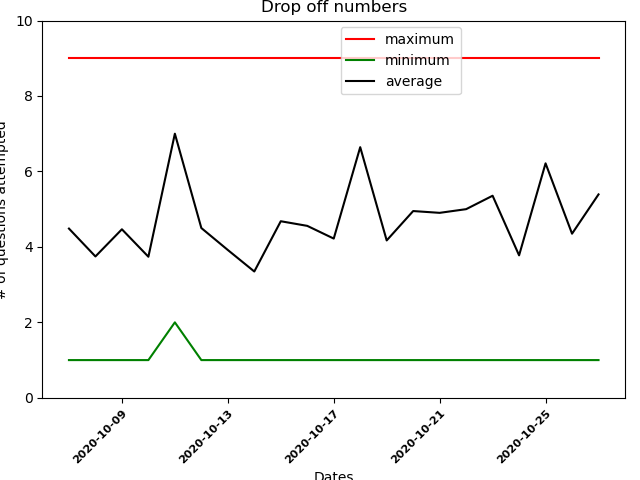 Drop off numbers
maximum
minimum
average
# of questions attempted
10
8
6
4
2
0
2020-10-09
2020-10-13
2020-10-17
2020-10-21
2020-10-25
Dates